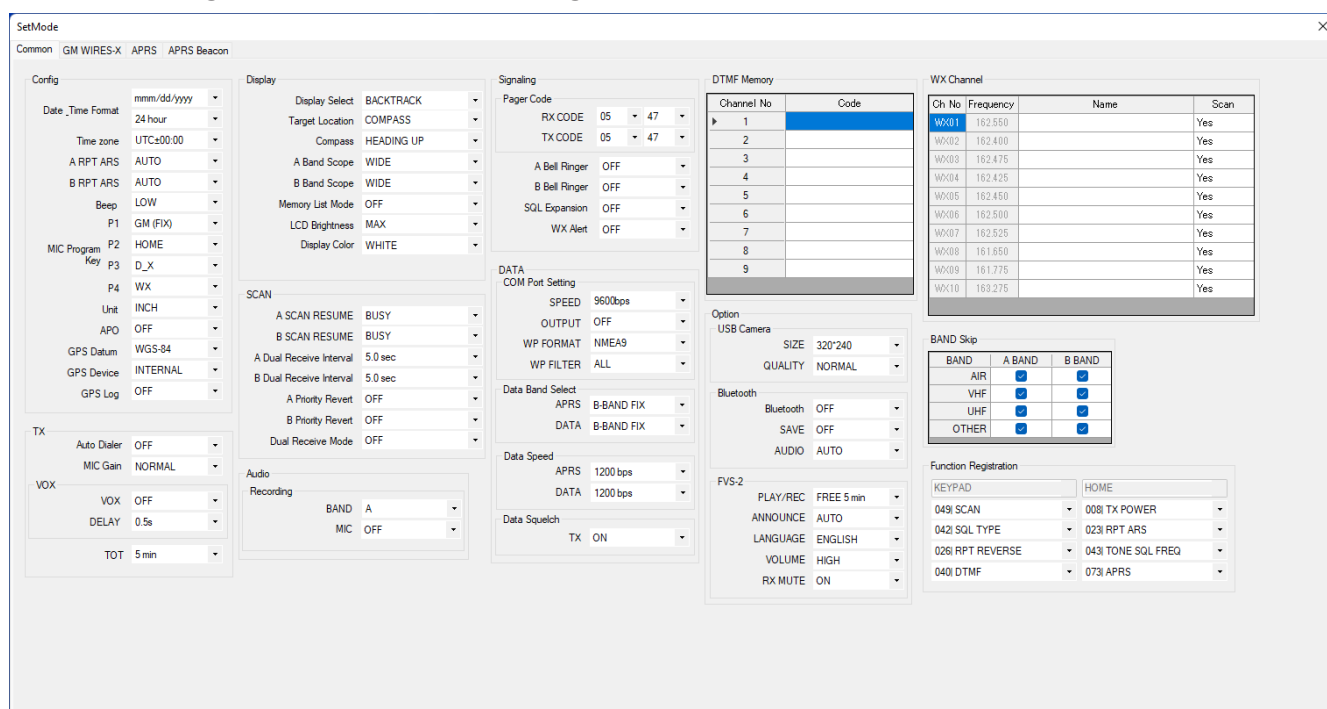 SetMode
Common GM WIRES-X APRS APRS Beacon
Config
Date _Time Format mmm/dd/yyyy
24 hour
Time zone UTC±00:00
A RPT ARS AUTO
B RPT ARS AUTO
Beep LOW
MIC Program Key
P1 GM (FIX)
P2 HOME
P3 D_X
P4 WX
Unit INCH
APO OFF
GPS Datum WGS-84
GPS Device INTERNAL
GPS Log OFF
TX
Auto Dialer OFF
MIC Gain NORMAL
VOX
VOX OFF
DELAY 0.5s
TOT 5 min
Display
Display Select BACKTRACK
Target Location COMPASS
Compass HEADING UP
A Band Scope WIDE
B Band Scope WIDE
Memory List Mode OFF
LCD Brightness MAX
Display Color WHITE
SCAN
A SCAN RESUME BUSY
B SCAN RESUME BUSY
A Dual Receive Interval 5.0 sec
B Dual Receive Interval 5.0 sec
A Priority Revert OFF
B Priority Revert OFF
Dual Receive Mode OFF
Audio
Recording
BAND A
MIC OFF
Signaling
Pager Code
RX CODE 05 47
TX CODE 05 47
A Bell Ringer OFF
B Bell Ringer OFF
SQL Expansion OFF
WX Alert OFF
DATA
COM Port Setting
SPEED 9600bps
OUTPUT OFF
WP FORMAT NMEA9
WP FILTER ALL
Data Band Select
APRS B-BAND FIX
DATA B-BAND FIX
Data Speed
APRS 1200 bps
DATA 1200 bps
Data Squelch
TX ON
DTMF Memory
Channel No Code
1
2
3
4
5
6
7
8
9
Option
USB Camera
SIZE 320*240
QUALITY NORMAL
Bluetooth
Bluetooth OFF
SAVE OFF
AUDIO AUTO
FVS-2
PLAY/REC FREE 5 min
ANNOUNCE AUTO
LANGUAGE ENGLISH
VOLUME HIGH
RX MUTE ON
WX Channel
Ch No Frequency Name Scan
WX01 162.550 Yes
WX02 162.400 Yes
WX03 162.475 Yes
WX04 162.425 Yes
WX05 162.450 Yes
WX06 162.500 Yes
WX07 162.525 Yes
WX08 161.650 Yes
WX09 161.775 Yes
WX10 163.275 Yes
BAND Skip
BAND A BAND B BAND
AIR
VHF
UHF
OTHER
Function Registration
KEYPAD HOME
049| SCAN 008| TX POWER
042| SQL TYPE 023| RPT ARS
026| RPT REVERSE 043| TONE SQL FREQ
040| DTMF 073| APRS